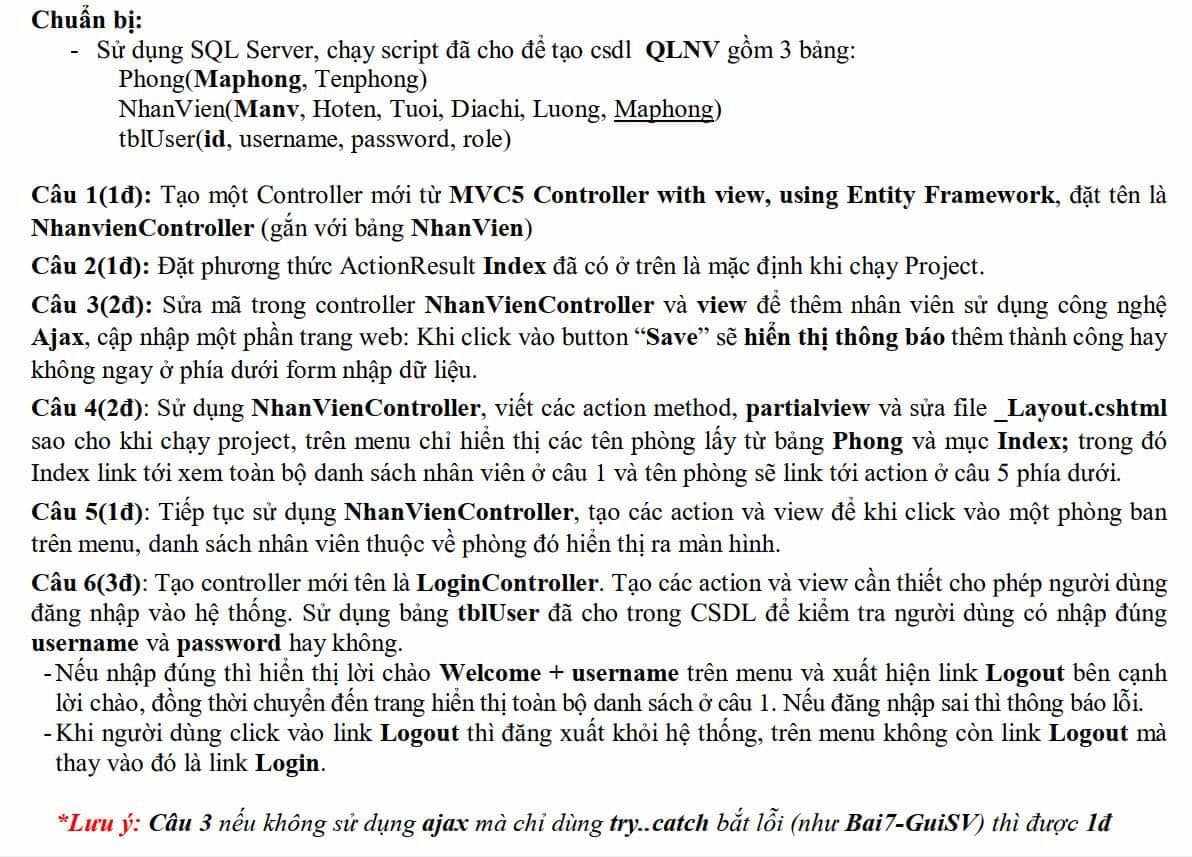 Chuẩn bị:
- Sử dụng SQL Server, chạy script đã cho để tạo csdl QLNV gồm 3 bảng:
Phong(Maphong, Tenphong)
NhanVien(Manv, Hoten, Tuoi, Diachi, Luong, Maphong)
tblUser(id, username, password, role)
Câu 1(1đ): Tạo một Controller mới từ MVC5 Controller with view, using Entity Framework, đặt tên là
NhanvienController (gắn với bảng NhanVien)
Câu 2(1đ): Đặt phương thức ActionResult Index đã có ở trên là mặc định khi chạy Project.
Câu 3(2đ): Sửa mã trong controller NhanVienController và view để thêm nhân viên sử dụng công nghệ
Ajax, cập nhập một phần trang web: Khi click vào button “Save” sẽ hiển thị thông báo thêm thành công hay
không ngay ở phía dưới form nhập dữ liệu.
Câu 4(2đ): Sử dụng NhanVienController, viết các action method, partialview và sửa file _Layout.cshtml
sao cho khi chạy project, trên menu chỉ hiển thị các tên phòng lấy từ bảng Phong và mục Index; trong đó
Index link tới xem toàn bộ danh sách nhân viên ở câu 1 và tên phòng sẽ link tới action ở câu 5 phía dưới.
Câu 5(1đ): Tiếp tục sử dụng NhanVienController, tạo các action và view để khi click vào một phòng ban
trên menu, danh sách nhân viên thuộc về phòng đó hiển thị ra màn hình.
Câu 6(3đ): Tạo controller mới tên là LoginController. Tạo các action và view cần thiết cho phép người dùng
đăng nhập vào hệ thống. Sử dụng bảng tblUser đã cho trong CSDL để kiểm tra người dùng có nhập đúng
username và password hay không.
- Nếu nhập đúng thì hiển thị lời chào Welcome + username trên menu và xuất hiện link Logout bên cạnh
lời chào, đồng thời chuyển đến trang hiển thị toàn bộ danh sách ở câu 1. Nếu đăng nhập sai thì thông báo lỗi.
- Khi người dùng click vào link Logout thì đăng xuất khỏi hệ thống, trên menu không còn link Logout mà
thay vào đó là link Login.
*Lưu ý: Câu 3 nếu không sử dụng ajax mà chỉ dùng try..catch bắt lỗi (như Bai7-GuiSV) thì được 1đ